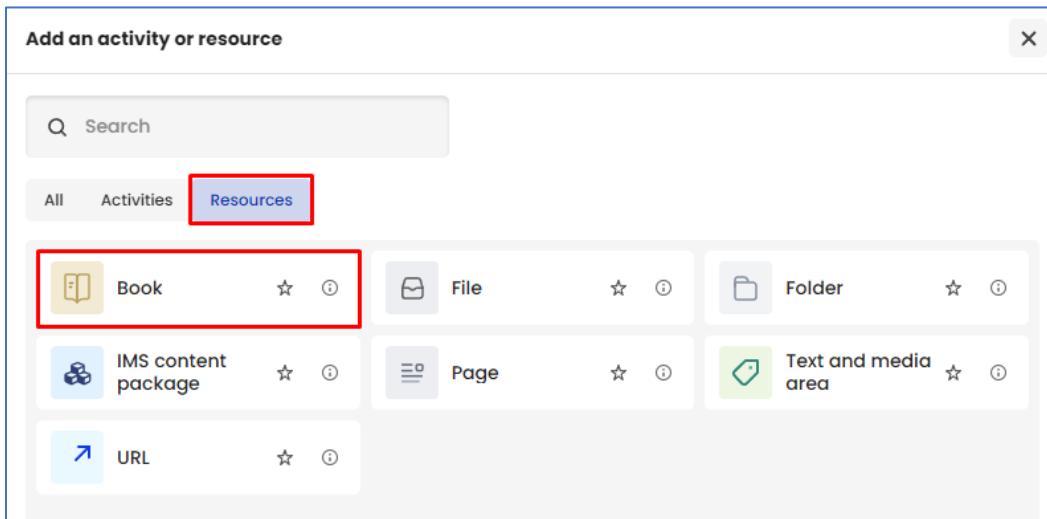 Add an activity or resource
Search
All Activities Resources
Book File Folder
IMS content package Page Text and media area
URL